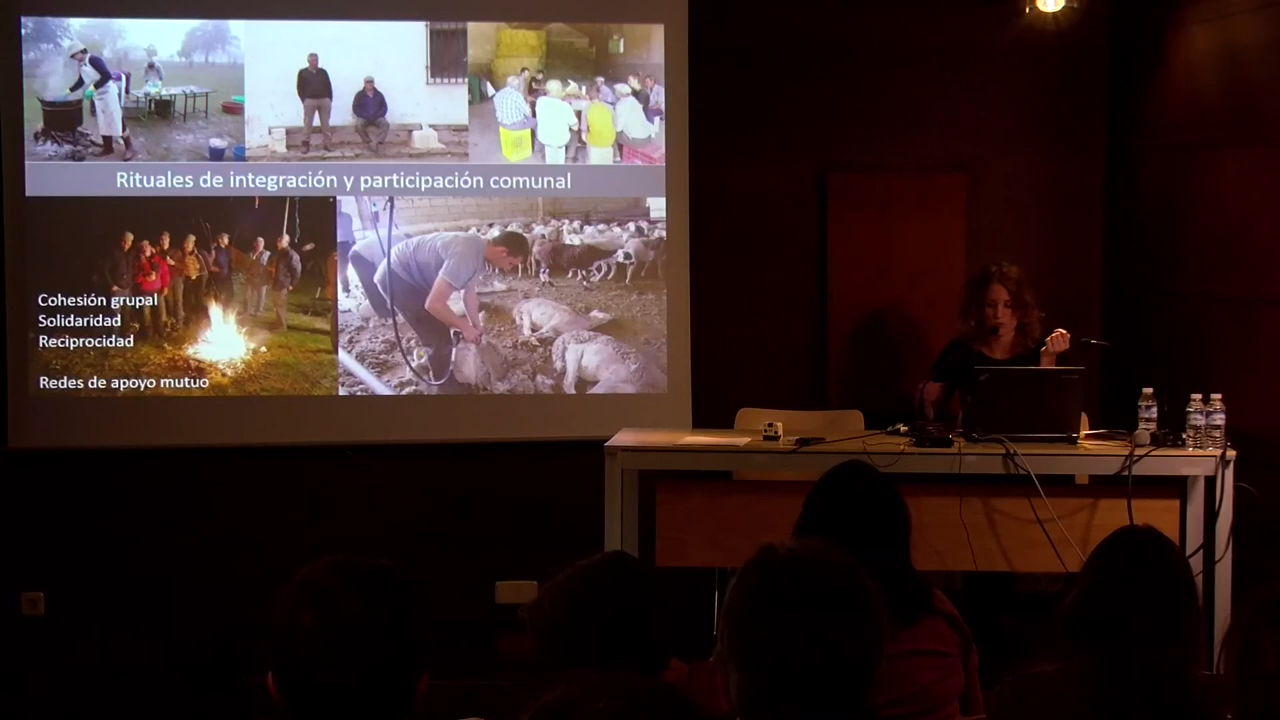 Rituales de integración y participación comunal
Cohesión grupal
Solidaridad
Reciprocidad
Redes de apoyo mutuo